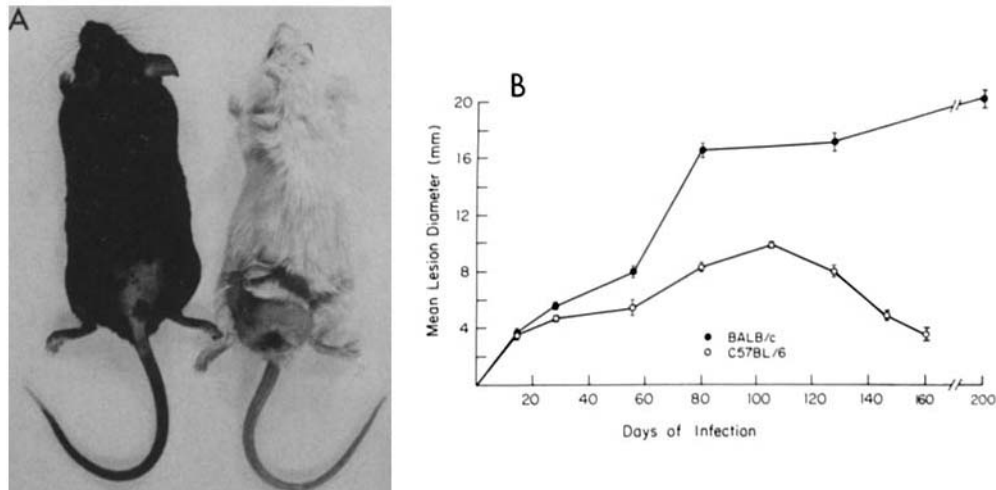 A
B
20
16
12
8
4
Mean Lesion Diameter (mm)
BALB/c
C57BL/6
20 40 60 80 100 120 140 160 200
Days of Infection